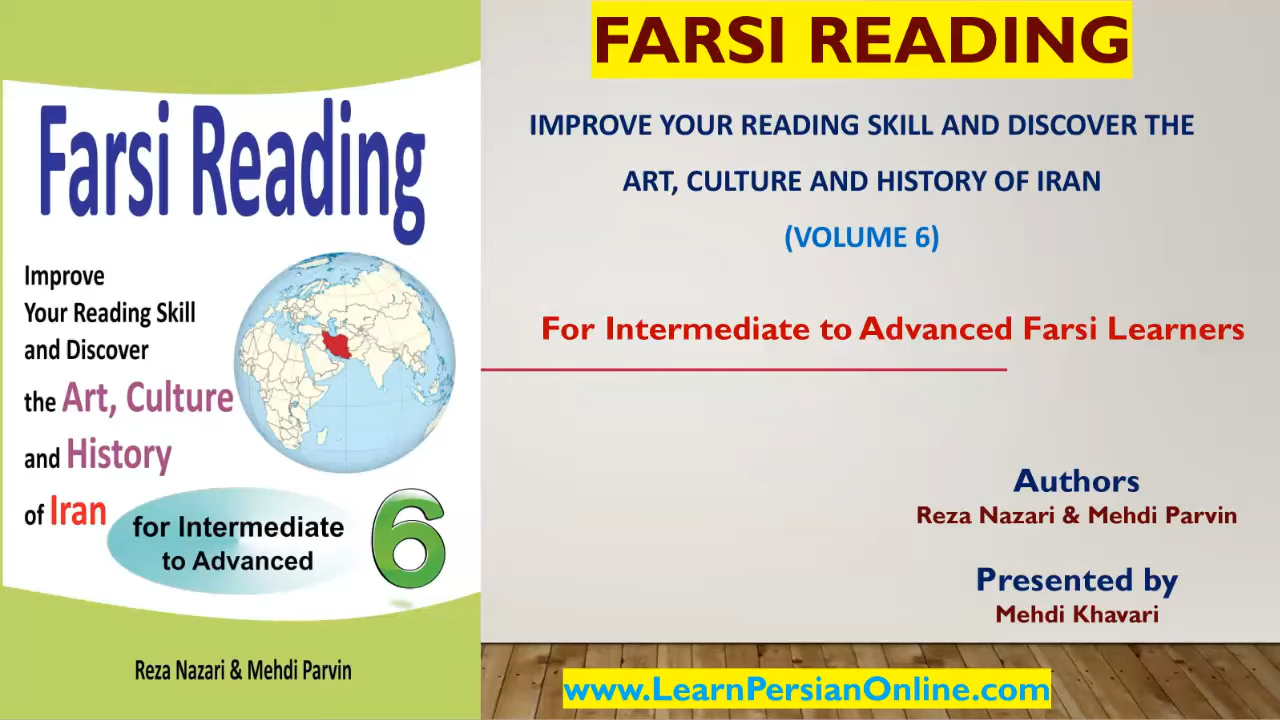 Farsi Reading
Improve
Your Reading Skill
and Discover
the Art, Culture
and History
of Iran
for Intermediate
to Advanced
6
Reza Nazari & Mehdi Parvin
FARSI READING
IMPROVE YOUR READING SKILL AND DISCOVER THE
ART, CULTURE AND HISTORY OF IRAN
(VOLUME 6)
For Intermediate to Advanced Farsi Learners
Authors
Reza Nazari & Mehdi Parvin
Presented by
Mehdi Khavari
www.LearnPersianOnline.com